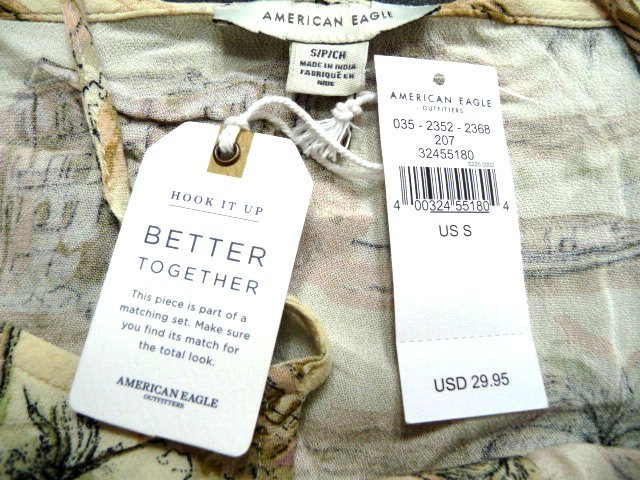 AMERICAN EAGLE
S/P/CH
MADE IN INDIA
FABRIQUÉ EN
INDE
HOOK IT UP
BETTER
TOGETHER
This piece is part of a
matching set. Make sure
you find its match for
the total look.
AMERICAN EAGLE
OUTFITTERS
AMERICAN EAGLE
OUTFITTERS
035 - 2352 - 2368
207
32455180
S220-0002
4 00324 55180 4
US S
USD 29.95